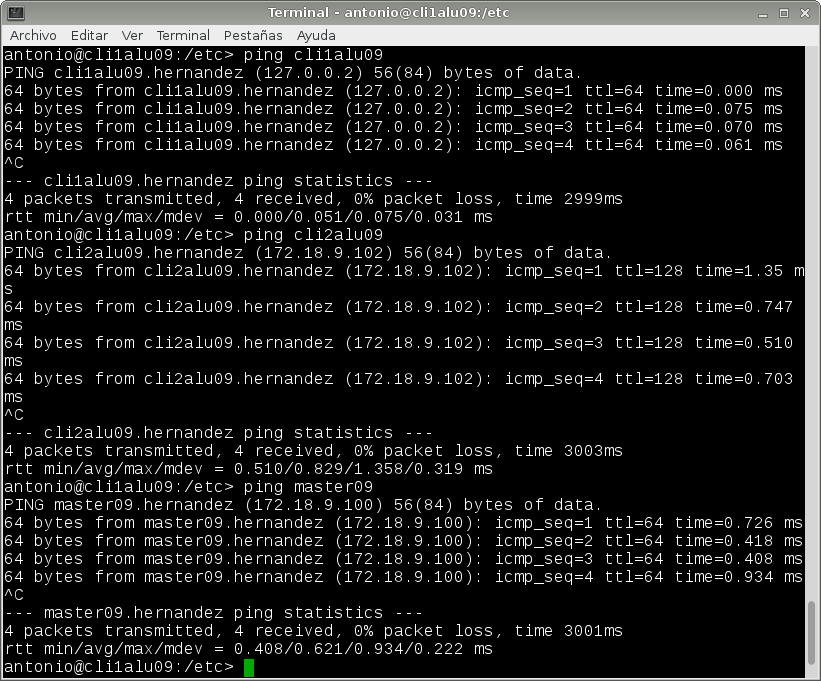 Terminal - antonio@cli1alu09:/etc
Archivo Editar Ver Terminal Pestañas Ayuda
antonio@cli1alu09:/etc> ping cli1alu09
PING cli1alu09.hernandez (127.0.0.2) 56(84) bytes of data.
64 bytes from cli1alu09.hernandez (127.0.0.2): icmp_seq=1 ttl=64 time=0.000 ms
64 bytes from cli1alu09.hernandez (127.0.0.2): icmp_seq=2 ttl=64 time=0.075 ms
64 bytes from cli1alu09.hernandez (127.0.0.2): icmp_seq=3 ttl=64 time=0.070 ms
64 bytes from cli1alu09.hernandez (127.0.0.2): icmp_seq=4 ttl=64 time=0.061 ms
^C
--- cli1alu09.hernandez ping statistics ---
4 packets transmitted, 4 received, 0% packet loss, time 2999ms
rtt min/avg/max/mdev = 0.000/0.051/0.075/0.031 ms
antonio@cli1alu09:/etc> ping cli2alu09
PING cli2alu09.hernandez (172.18.9.102) 56(84) bytes of data.
64 bytes from cli2alu09.hernandez (172.18.9.102): icmp_seq=1 ttl=128 time=1.35 m
s
64 bytes from cli2alu09.hernandez (172.18.9.102): icmp_seq=2 ttl=128 time=0.747
ms
64 bytes from cli2alu09.hernandez (172.18.9.102): icmp_seq=3 ttl=128 time=0.510
ms
64 bytes from cli2alu09.hernandez (172.18.9.102): icmp_seq=4 ttl=128 time=0.703
ms
^C
--- cli2alu09.hernandez ping statistics ---
4 packets transmitted, 4 received, 0% packet loss, time 3003ms
rtt min/avg/max/mdev = 0.510/0.829/1.358/0.319 ms
antonio@cli1alu09:/etc> ping master09
PING master09.hernandez (172.18.9.100) 56(84) bytes of data.
64 bytes from master09.hernandez (172.18.9.100): icmp_seq=1 ttl=64 time=0.726 ms
64 bytes from master09.hernandez (172.18.9.100): icmp_seq=2 ttl=64 time=0.418 ms
64 bytes from master09.hernandez (172.18.9.100): icmp_seq=3 ttl=64 time=0.408 ms
64 bytes from master09.hernandez (172.18.9.100): icmp_seq=4 ttl=64 time=0.934 ms
^C
--- master09.hernandez ping statistics ---
4 packets transmitted, 4 received, 0% packet loss, time 3001ms
rtt min/avg/max/mdev = 0.408/0.621/0.934/0.222 ms
antonio@cli1alu09:/etc>